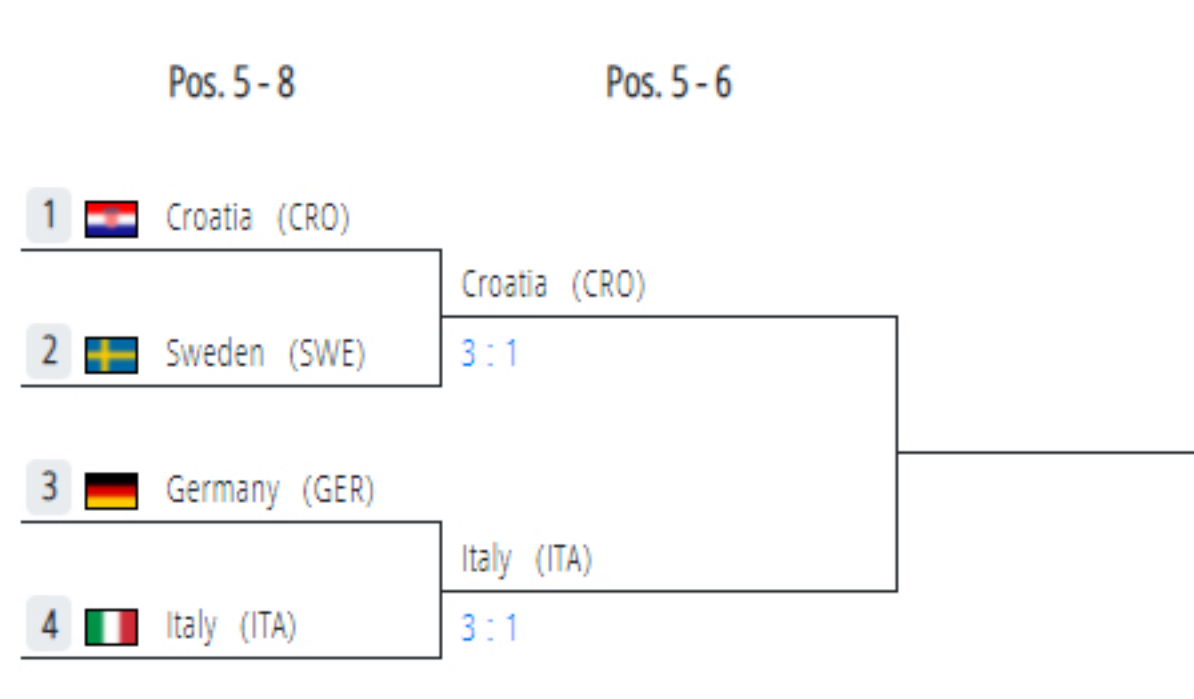 Pos. 5 - 8 Pos. 5 - 6
1 Croatia (CRO)
Croatia (CRO)
2 Sweden (SWE) 3 : 1
3 Germany (GER)
Italy (ITA)
4 Italy (ITA) 3 : 1